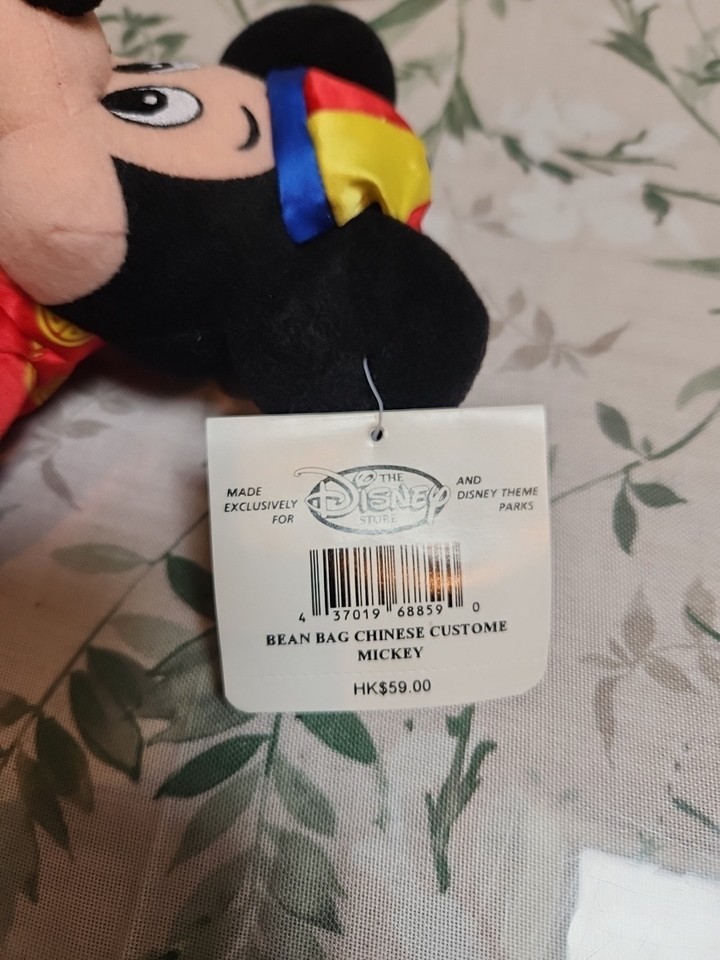 MADE EXCLUSIVELY FOR
THE
DISNEY
STORE
AND DISNEY THEME PARKS
4 37019 68859 0
BEAN BAG CHINESE CUSTOME
MICKEY
HK$59.00